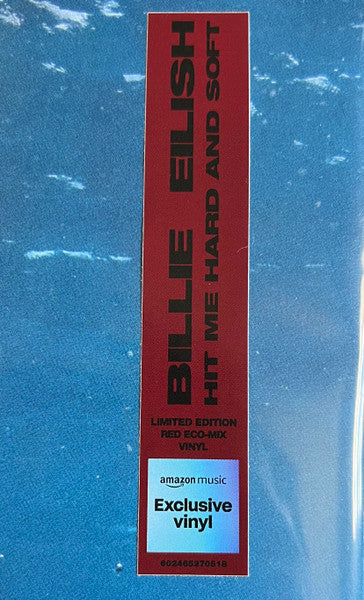 BILLIE EILISH
HIT ME HARD AND SOFT
LIMITED EDITION
RED ECO-MIX
VINYL
amazon music
Exclusive
vinyl
602465270518